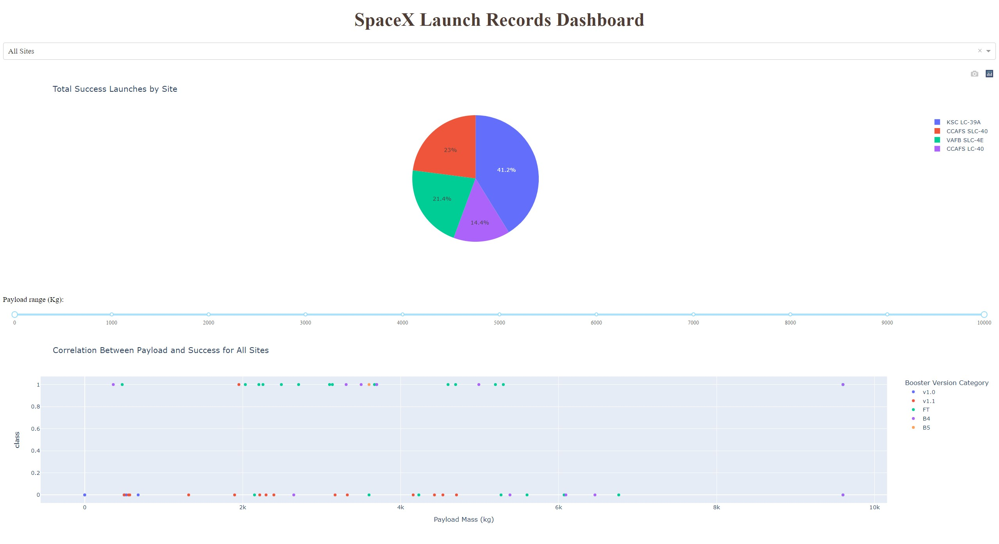 SpaceX Launch Records Dashboard
All Sites
Total Success Launches by Site
KSC LC-39A
CCAFS SLC-40
VAFB SLC-4E
CCAFS LC-40
23%
41.2%
21.4%
14.4%
Payload range (Kg):
0 1000 2000 3000 4000 5000 6000 7000 8000 9000 10000
Correlation Between Payload and Success for All Sites
Booster Version Category
v1.0
v1.1
FT
B4
B5
class
1
0.8
0.6
0.4
0.2
0
0 2k 4k 6k 8k 10k
Payload Mass (kg)